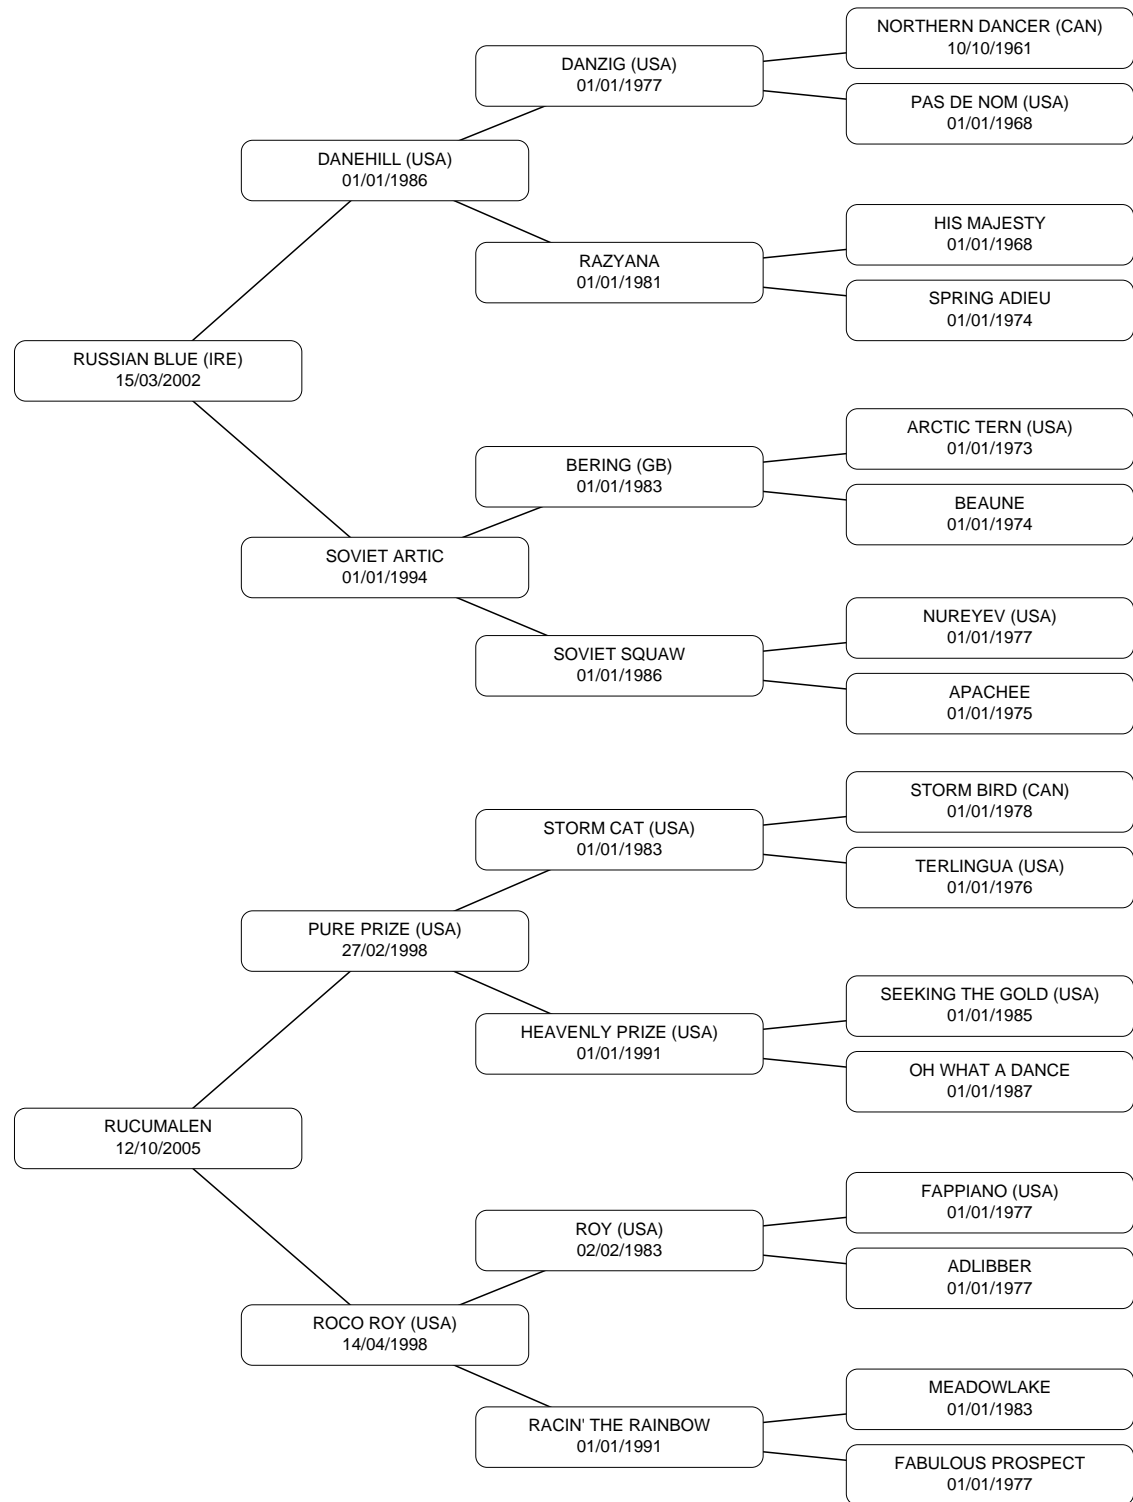 NORTHERN DANCER (CAN)
10/10/1961
DANZIG (USA)
01/01/1977
PAS DE NOM (USA)
01/01/1968
DANEHILL (USA)
01/01/1986
HIS MAJESTY
01/01/1968
RAZYANA
01/01/1981
SPRING ADIEU
01/01/1974
RUSSIAN BLUE (IRE)
15/03/2002
ARCTIC TERN (USA)
01/01/1973
BERING (GB)
01/01/1983
BEAUNE
01/01/1974
SOVIET ARTIC
01/01/1994
NUREYEV (USA)
01/01/1977
SOVIET SQUAW
01/01/1986
APACHEE
01/01/1975
STORM BIRD (CAN)
01/01/1978
STORM CAT (USA)
01/01/1983
TERLINGUA (USA)
01/01/1976
PURE PRIZE (USA)
27/02/1998
SEEKING THE GOLD (USA)
01/01/1985
HEAVENLY PRIZE (USA)
01/01/1991
OH WHAT A DANCE
01/01/1987
RUCUMALEN
12/10/2005
FAPPIANO (USA)
01/01/1977
ROY (USA)
02/02/1983
ADLIBBER
01/01/1977
ROCO ROY (USA)
14/04/1998
MEADOWLAKE
01/01/1983
RACIN' THE RAINBOW
01/01/1991
FABULOUS PROSPECT
01/01/1977